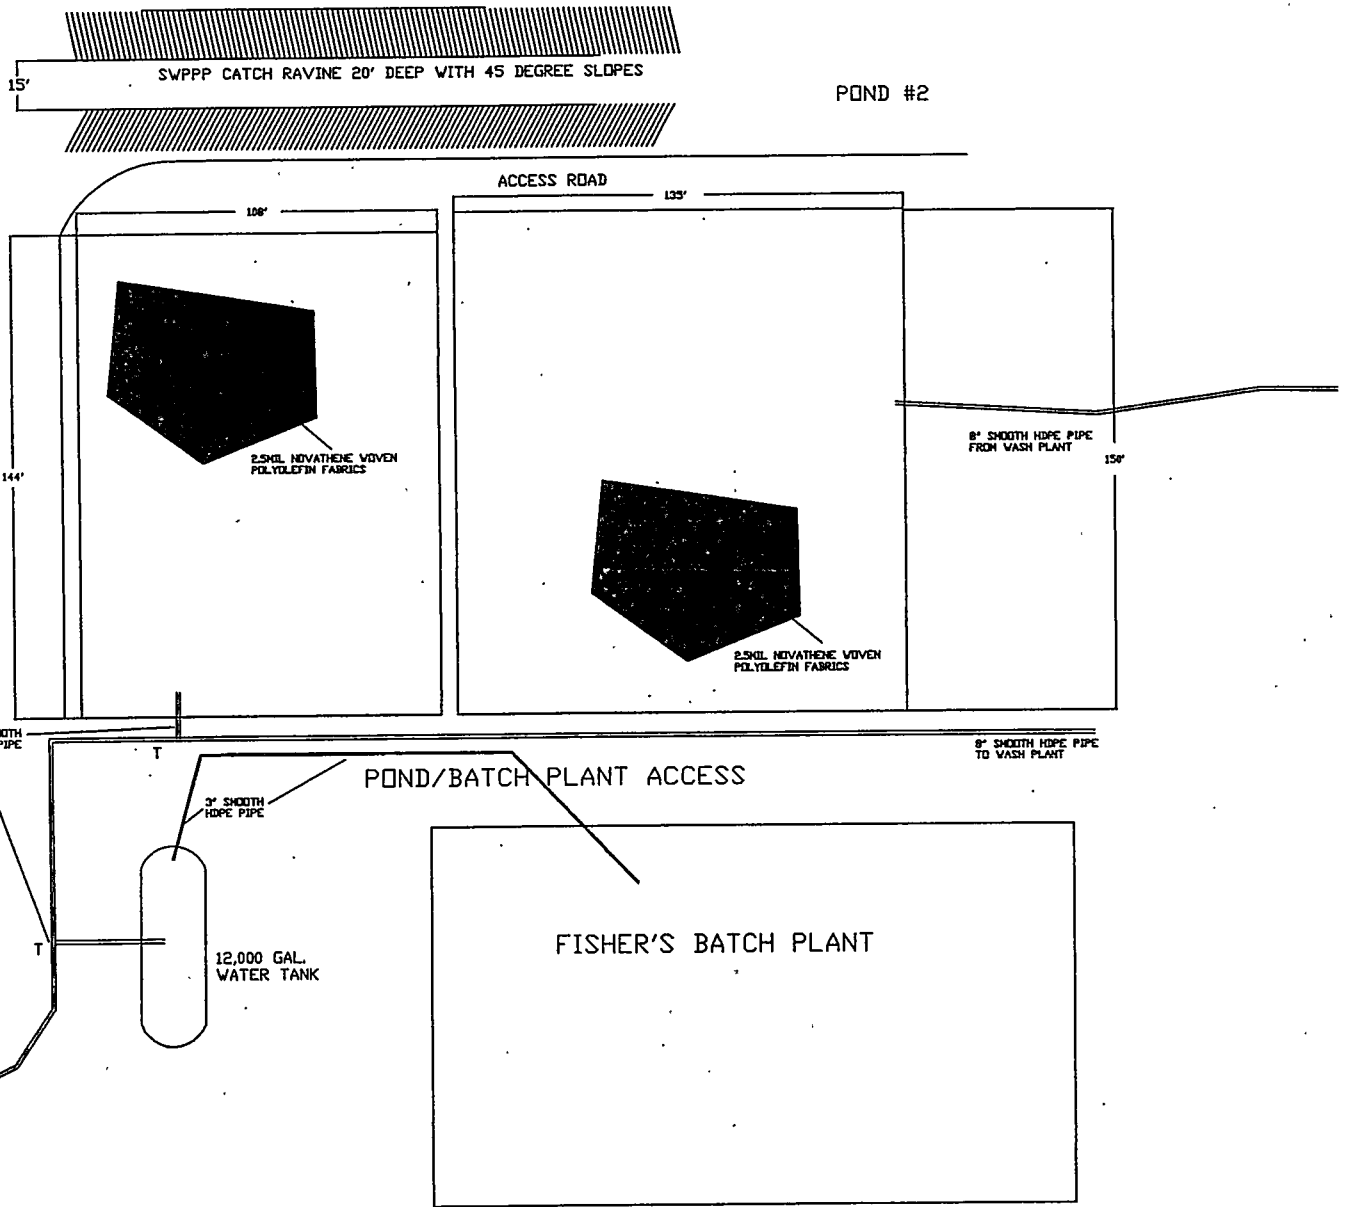 15'
SWPPP CATCH RAVINE 20' DEEP WITH 45 DEGREE SLOPES
POND #2
ACCESS ROAD
108'
135'
8" SMOOTH HDPE PIPE
FROM WASH PLANT
150'
2.5MIL NOVATHENE WOVEN
POLYOLEFIN FABRICS
144'
2.5MIL NOVATHENE WOVEN
POLYOLEFIN FABRICS
OTH
PIPE
T
8" SMOOTH HDPE PIPE
TO WASH PLANT
POND/BATCH PLANT ACCESS
3" SMOOTH
HDPE PIPE
T
12,000 GAL.
WATER TANK
FISHER'S BATCH PLANT